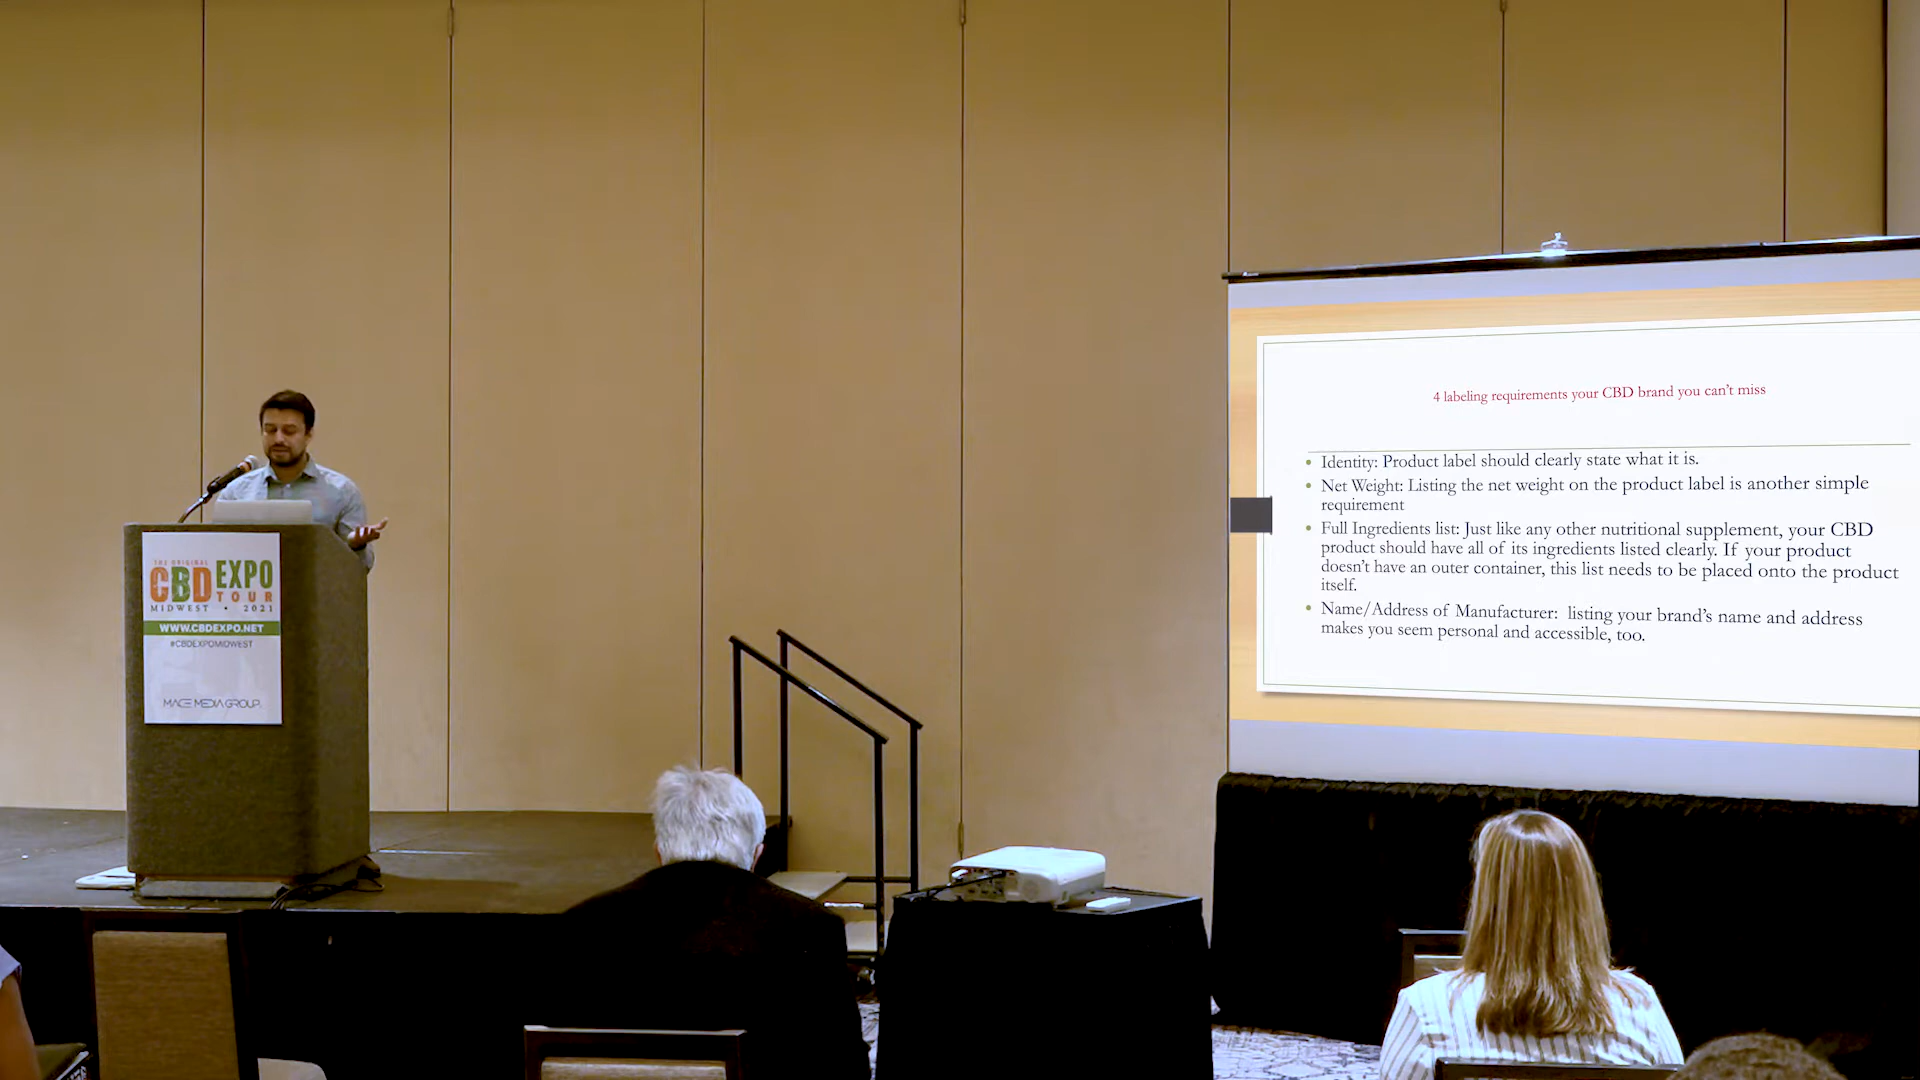 THE ORIGINAL
CBD EXPO
TOUR
MIDWEST • 2021
WWW.CBDEXPO.NET
#CBDEXPOMIDWEST
MACE MEDIA GROUP
4 labeling requirements your CBD brand you can't miss
• Identity: Product label should clearly state what it is.
• Net Weight: Listing the net weight on the product label is another simple
requirement
• Full Ingredients list: Just like any other nutritional supplement, your CBD
product should have all of its ingredients listed clearly. If your product
doesn't have an outer container, this list needs to be placed onto the product
itself.
• Name/Address of Manufacturer: listing your brand's name and address
makes you seem personal and accessible, too.